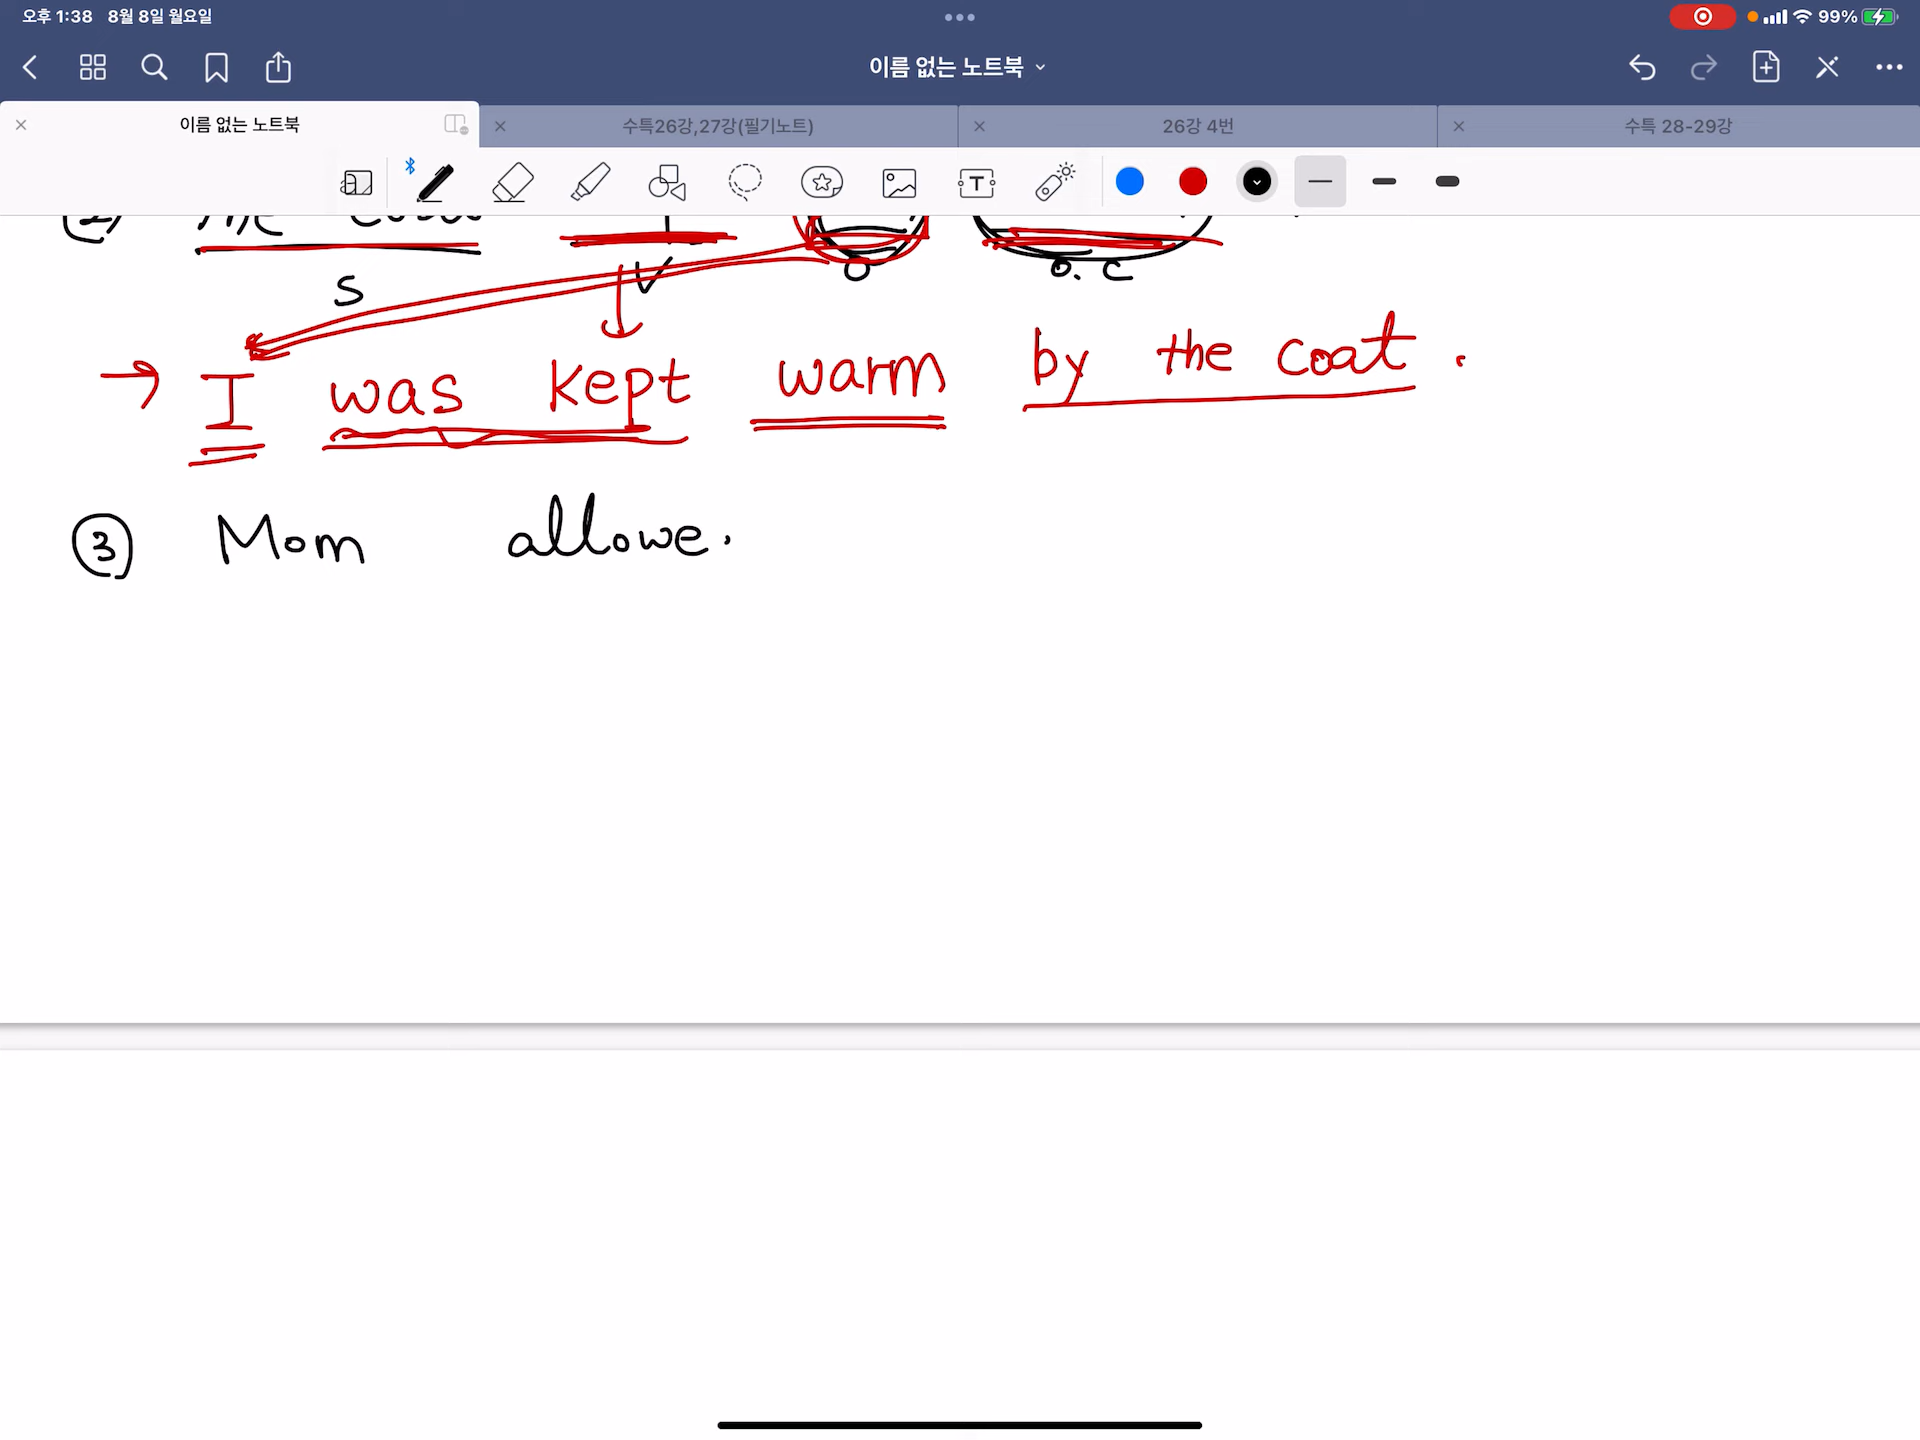 오후 1:38 8월 8일 월요일 99%
이름 없는 노트북
이름 없는 노트북 수특26강,27강(필기노트) 26강 4번 수특 28-29강
S V O O.C
→ I was kept warm by the coat.
③ Mom allowe.